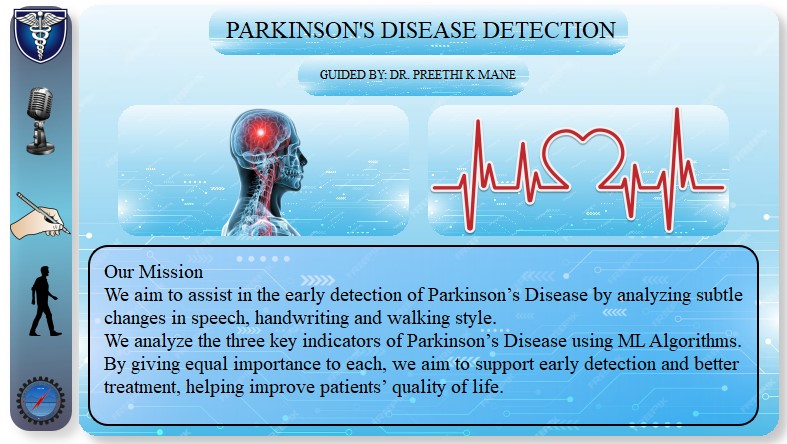 PARKINSON'S DISEASE DETECTION
GUIDED BY: DR. PREETHI K MANE
Our Mission
We aim to assist in the early detection of Parkinson’s Disease by analyzing subtle
changes in speech, handwriting and walking style.
We analyze the three key indicators of Parkinson’s Disease using ML Algorithms.
By giving equal importance to each, we aim to support early detection and better
treatment, helping improve patients’ quality of life.